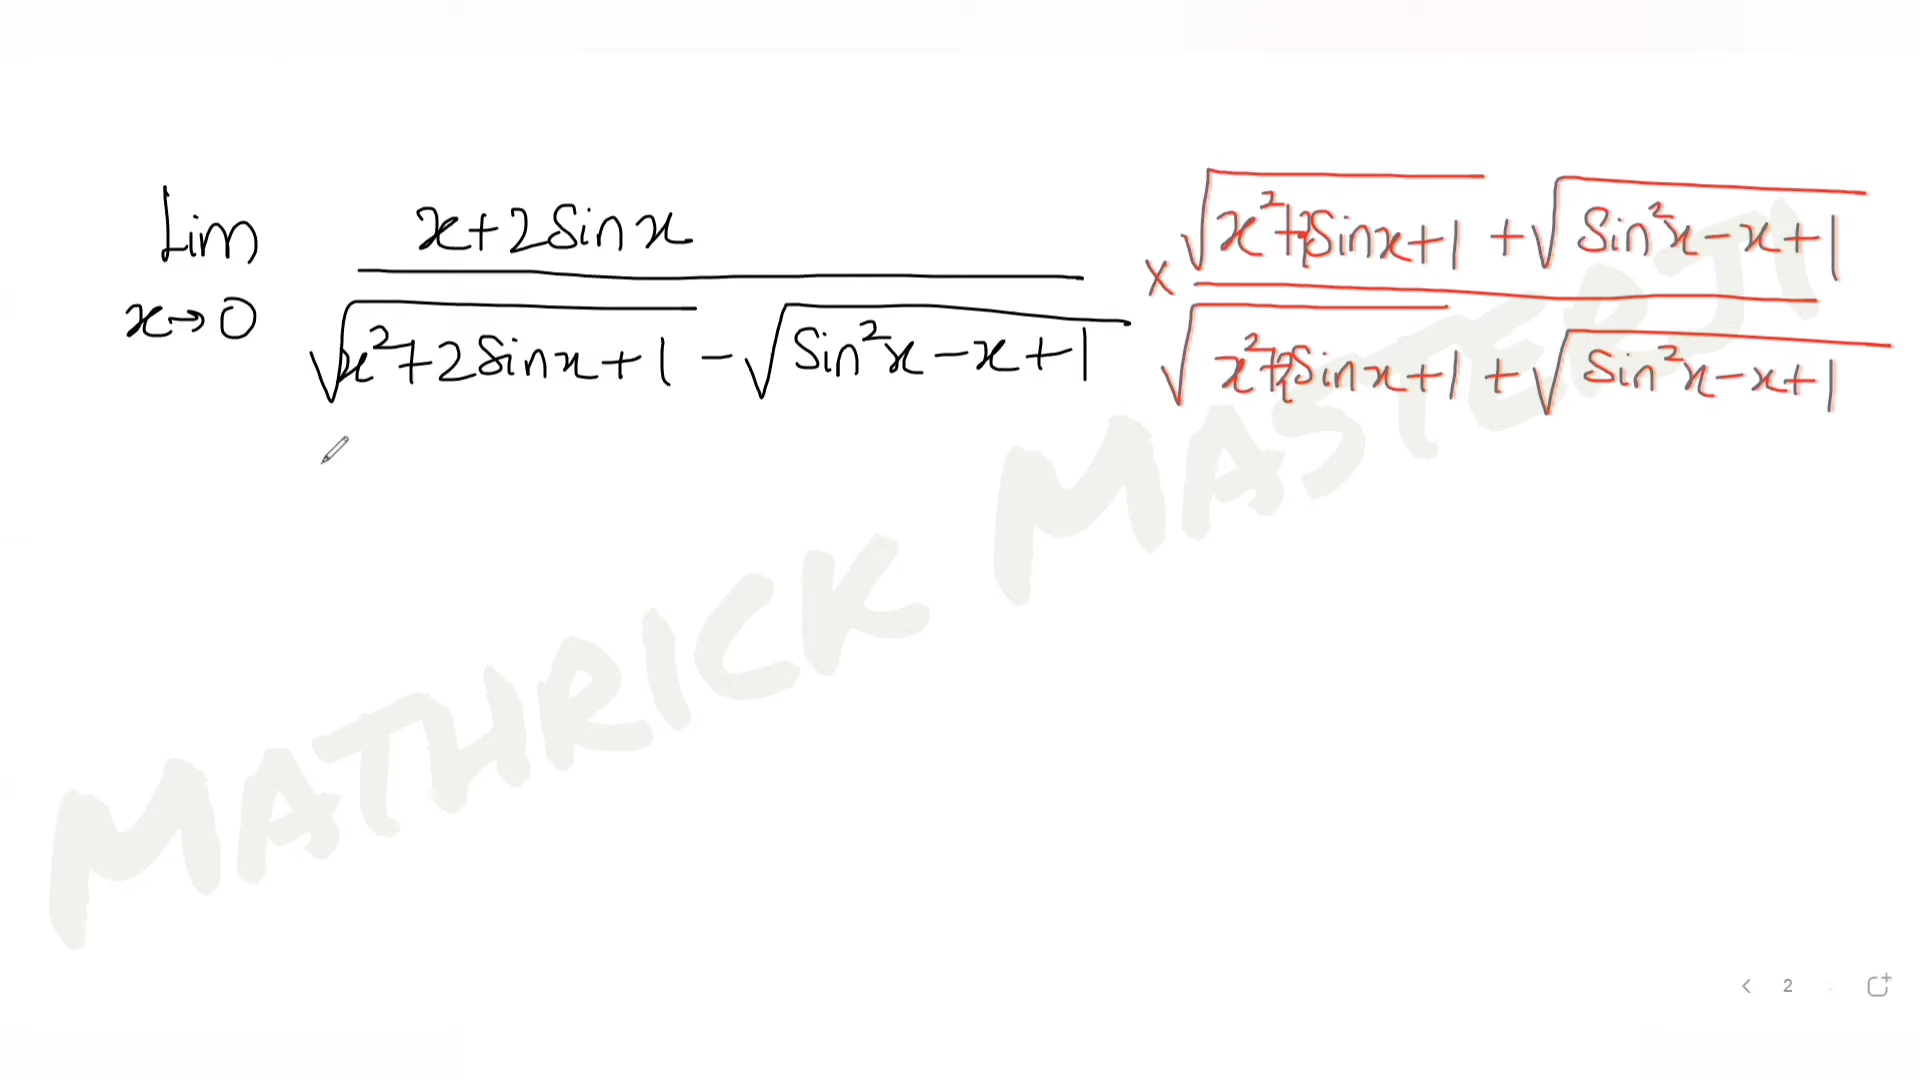 Lim x→0 (x+2Sinx)/(√(x²+2Sinx+1) − √(Sin²x−x+1)) × (√(x²+2Sinx+1) + √(Sin²x−x+1))/(√(x²+2Sinx+1) + √(Sin²x−x+1))
MATHRICK MASTERJI
< 2